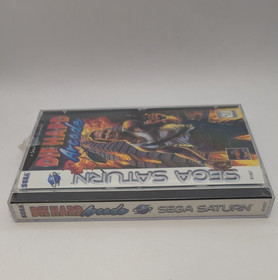 DIE HARD
Arcade
SEGA SATURN
SEGA
DIE HARD Arcade SEGA SATURN